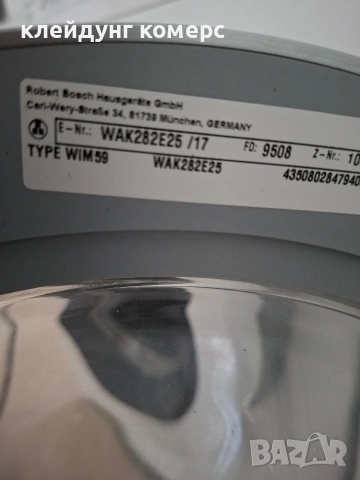 клейдунг комерс
Robert Bosch Hausgeräte GmbH
Carl-Wery-Straße 34, 81739 München, GERMANY
E-Nr.: WAK282E25 /17 FD: 9508 Z-Nr.: 10
TYPE WIM59 WAK282E25 4350802847940
BAZAR